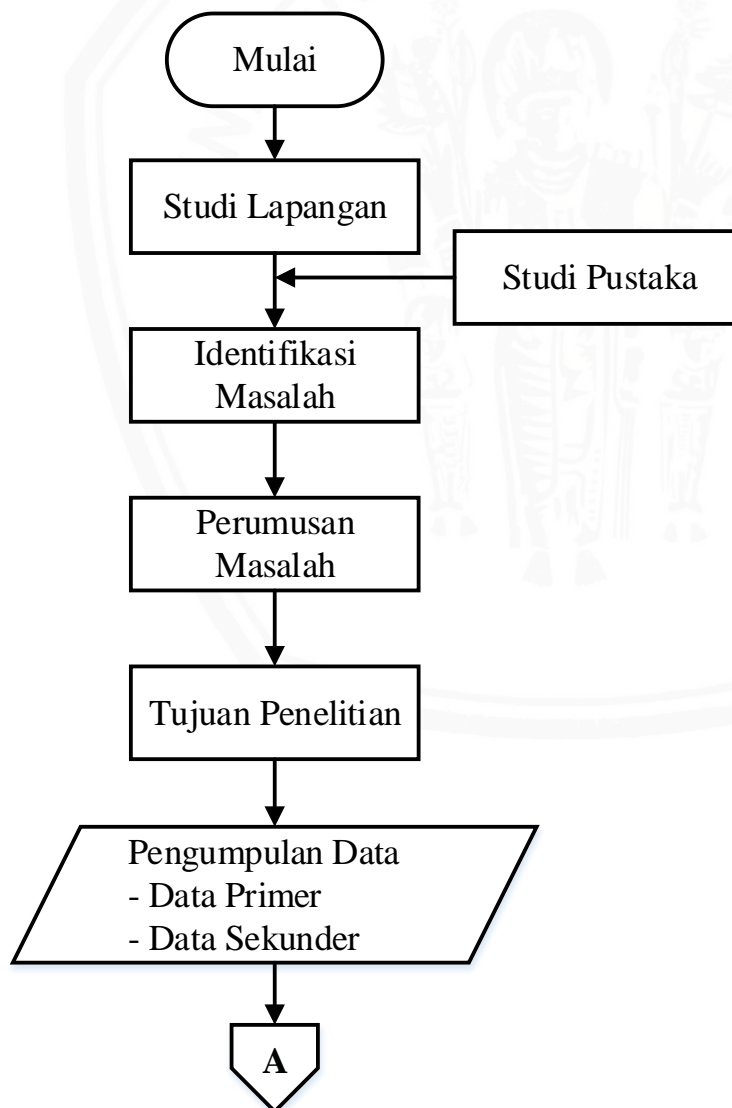 Mulai
Studi Lapangan
Studi Pustaka
Identifikasi
Masalah
Perumusan
Masalah
Tujuan Penelitian
Pengumpulan Data
- Data Primer
- Data Sekunder
A